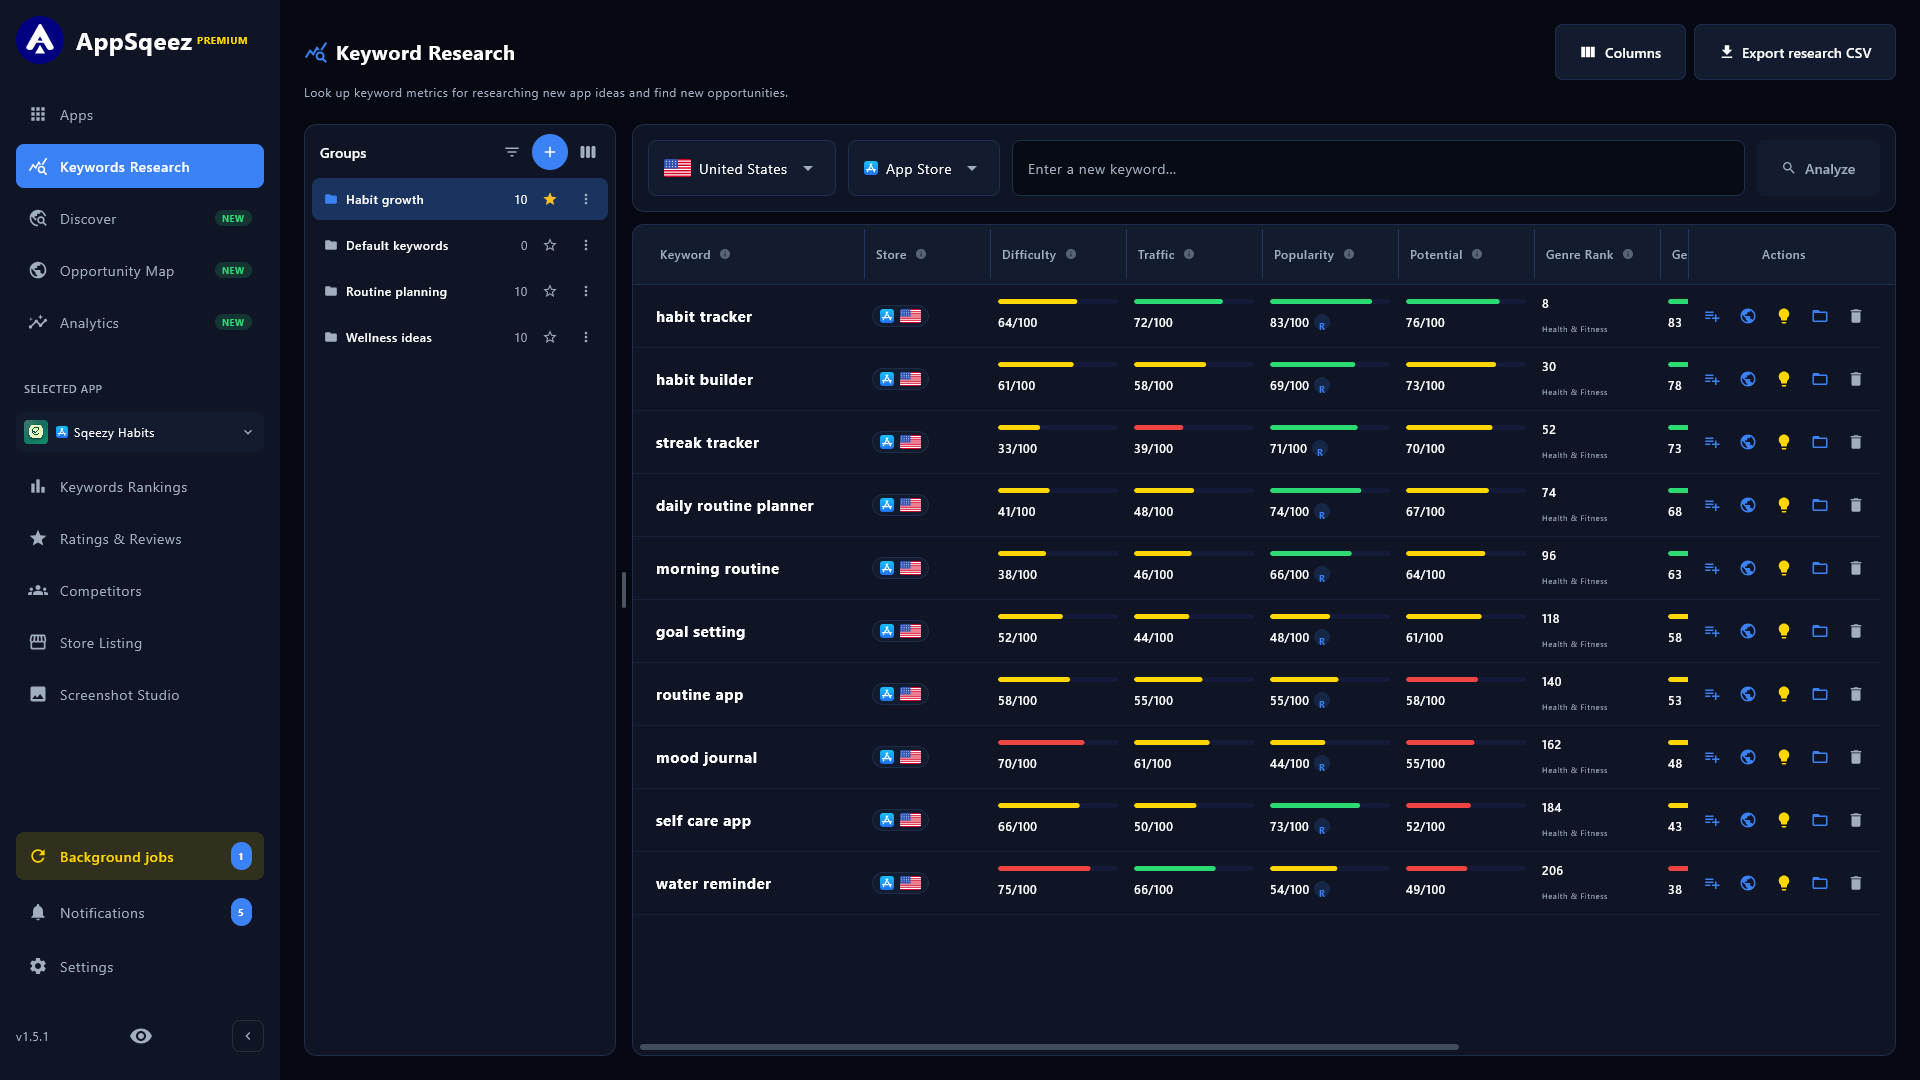 AppSqeez PREMIUM
Apps
Keywords Research
Discover NEW
Opportunity Map NEW
Analytics NEW
SELECTED APP
Sqeezy Habits
Keywords Rankings
Ratings & Reviews
Competitors
Store Listing
Screenshot Studio
Background jobs 1
Notifications 5
Settings
v1.5.1
Keyword Research
Look up keyword metrics for researching new app ideas and find new opportunities.
Columns
Export research CSV
Groups
Habit growth 10
Default keywords 0
Routine planning 10
Wellness ideas 10
United States
App Store
Enter a new keyword...
Analyze
Keyword Store Difficulty Traffic Popularity Potential Genre Rank Ge Actions
habit tracker 64/100 72/100 83/100 R 76/100 8 Health & Fitness 83
habit builder 61/100 58/100 69/100 R 73/100 30 Health & Fitness 78
streak tracker 33/100 39/100 71/100 R 70/100 52 Health & Fitness 73
daily routine planner 41/100 48/100 74/100 R 67/100 74 Health & Fitness 68
morning routine 38/100 46/100 66/100 R 64/100 96 Health & Fitness 63
goal setting 52/100 44/100 48/100 R 61/100 118 Health & Fitness 58
routine app 58/100 55/100 55/100 R 58/100 140 Health & Fitness 53
mood journal 70/100 61/100 44/100 R 55/100 162 Health & Fitness 48
self care app 66/100 50/100 73/100 R 52/100 184 Health & Fitness 43
water reminder 75/100 66/100 54/100 R 49/100 206 Health & Fitness 38